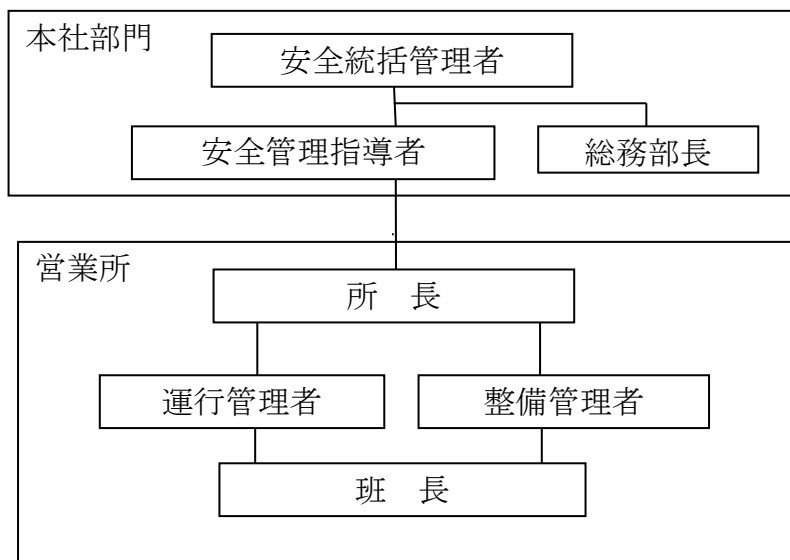 本社部門
安全統括管理者
安全管理指導者
総務部長
営業所
所 長
運行管理者
整備管理者
班 長